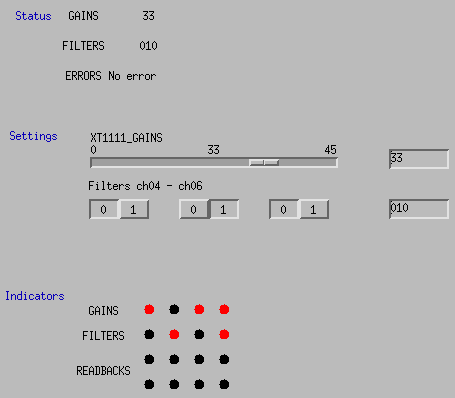 Status GAINS 33
FILTERS 010
ERRORS No error
Settings XT1111_GAINS
0 33 45
33
Filters ch04 - ch06
0 1 0 1 0 1 010
Indicators
GAINS
FILTERS
READBACKS